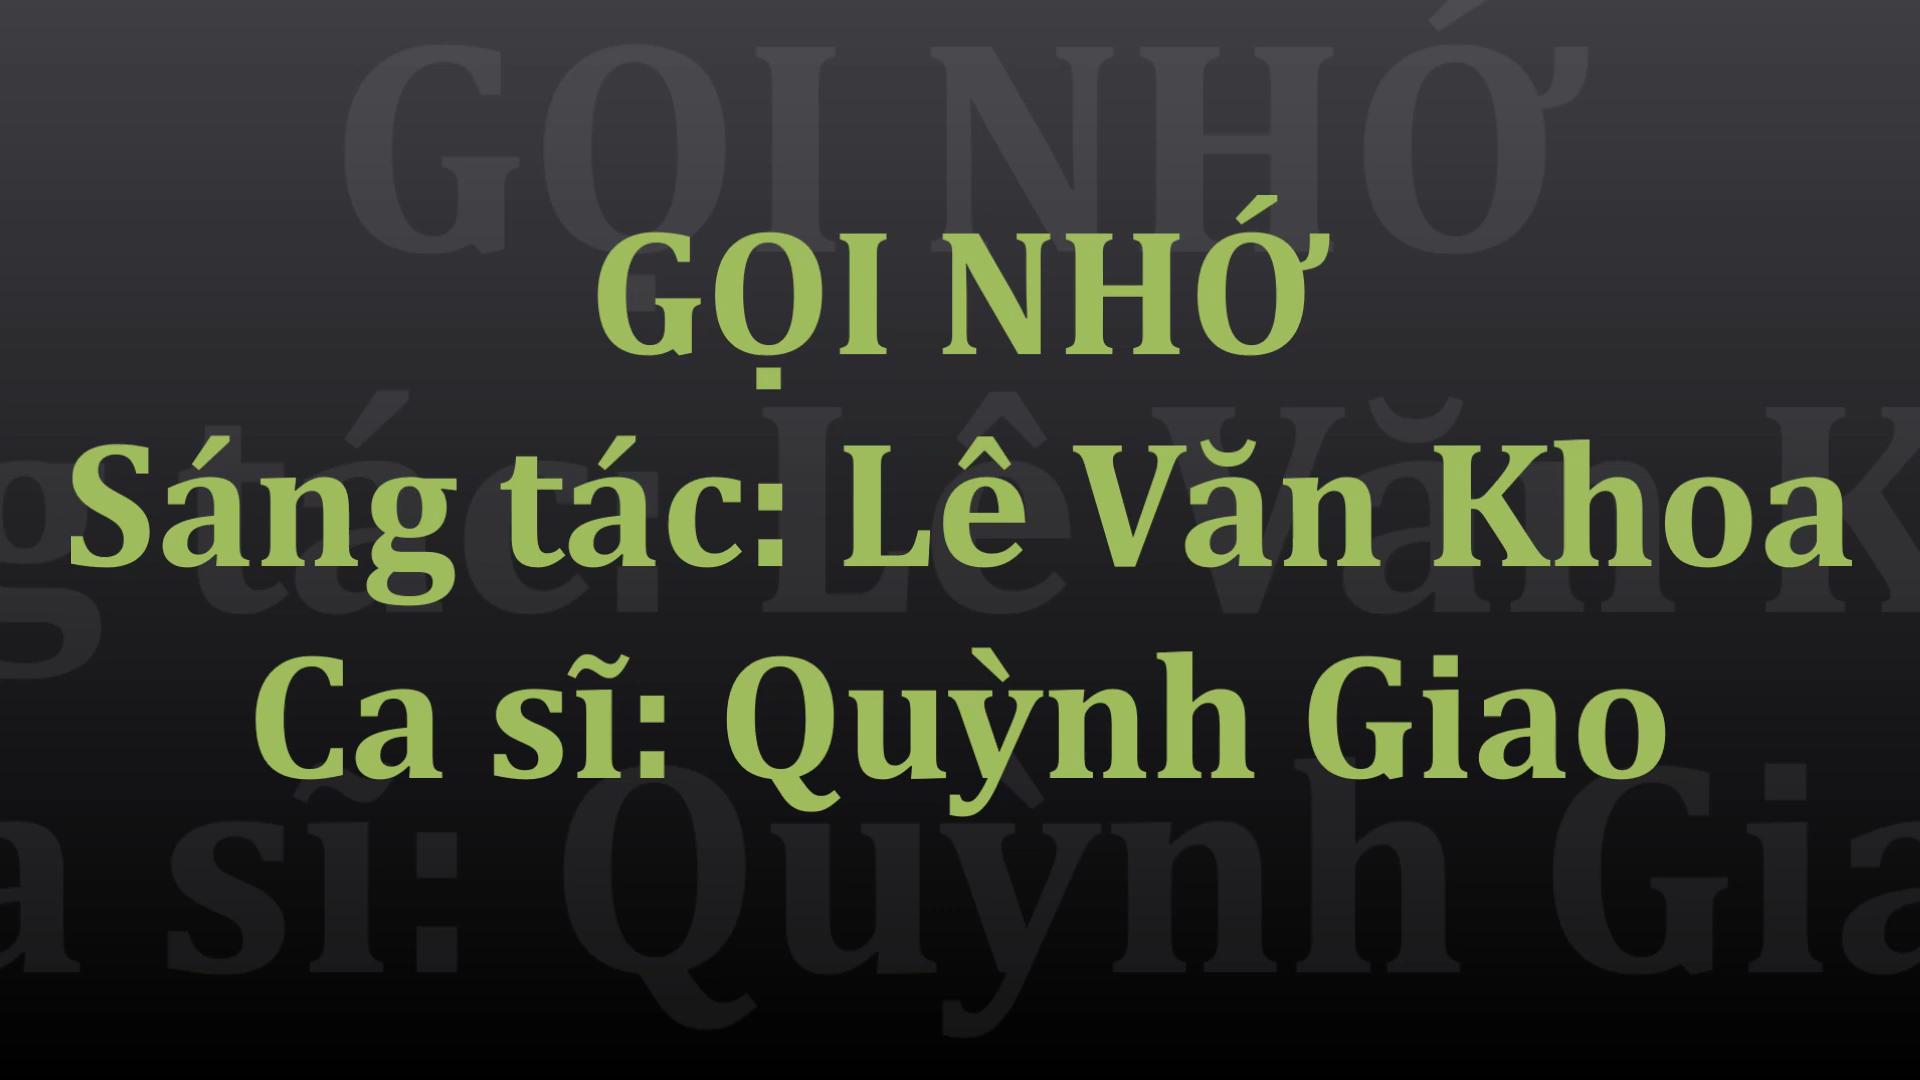 GỌI NHỚ
Sáng tác: Lê Văn Khoa
Ca sĩ: Quỳnh Giao